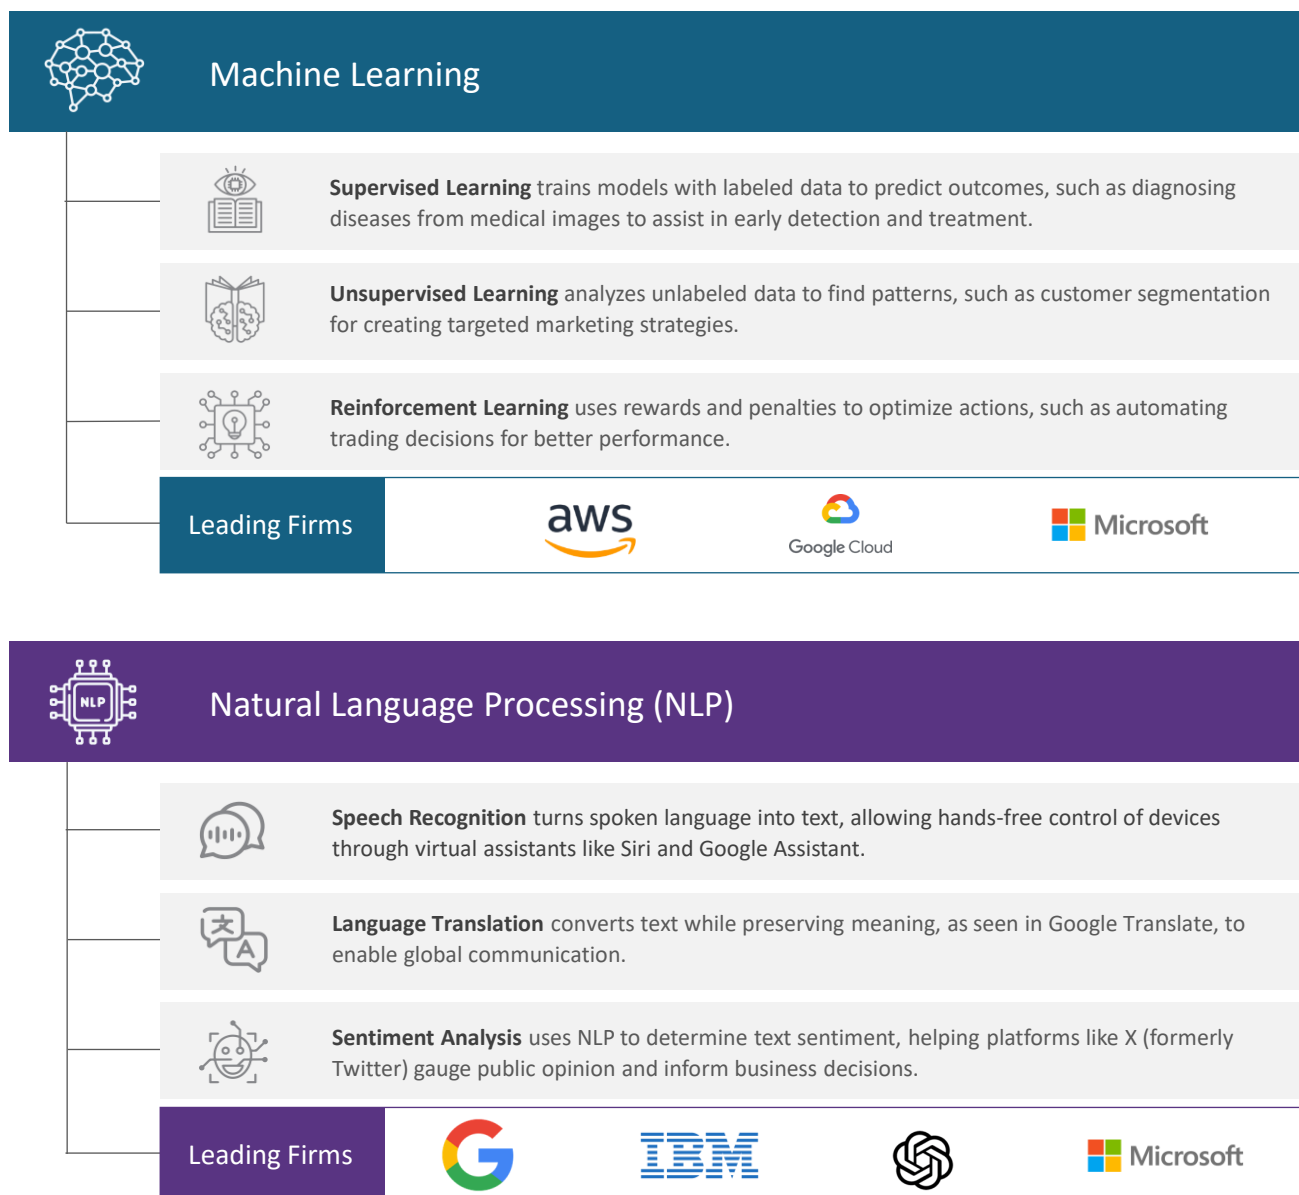 Machine Learning
Supervised Learning trains models with labeled data to predict outcomes, such as diagnosing
diseases from medical images to assist in early detection and treatment.
Unsupervised Learning analyzes unlabeled data to find patterns, such as customer segmentation
for creating targeted marketing strategies.
Reinforcement Learning uses rewards and penalties to optimize actions, such as automating
trading decisions for better performance.
Leading Firms
aws
Google Cloud
Microsoft
NLP
Natural Language Processing (NLP)
Speech Recognition turns spoken language into text, allowing hands-free control of devices
through virtual assistants like Siri and Google Assistant.
文
A
Language Translation converts text while preserving meaning, as seen in Google Translate, to
enable global communication.
Sentiment Analysis uses NLP to determine text sentiment, helping platforms like X (formerly
Twitter) gauge public opinion and inform business decisions.
Leading Firms
G
IBM
Microsoft